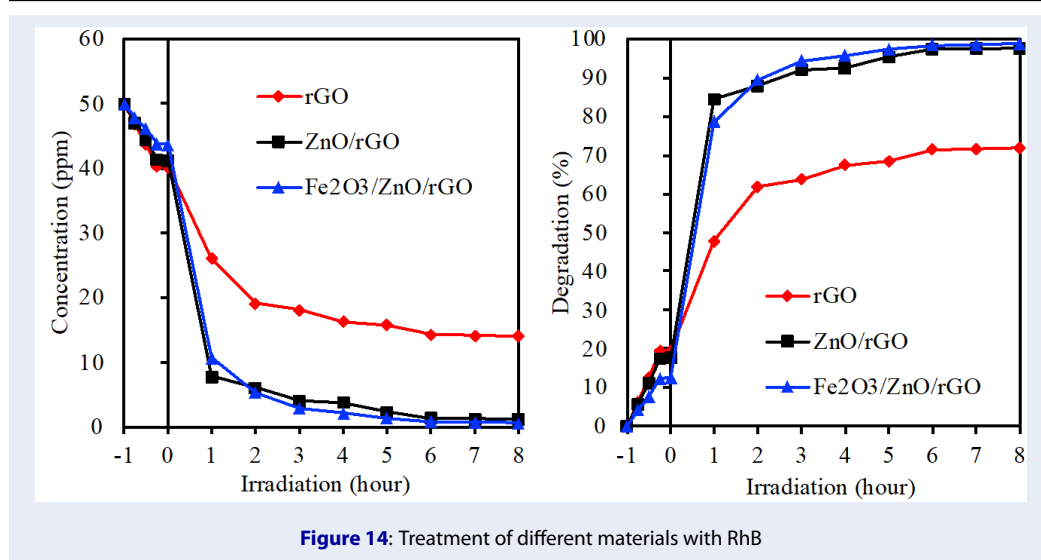 60
50
40
30
20
10
0
Concentration (ppm)
rGO
ZnO/rGO
Fe2O3/ZnO/rGO
-1 0 1 2 3 4 5 6 7 8
Irradiation (hour)
100
90
80
70
60
50
40
30
20
10
0
Degradation (%)
rGO
ZnO/rGO
Fe2O3/ZnO/rGO
-1 0 1 2 3 4 5 6 7 8
Irradiation (hour)
Figure 14: Treatment of different materials with RhB